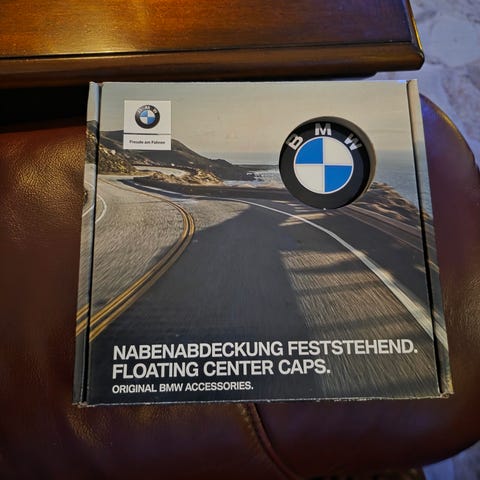 BMW
Freude am Fahren
BMW
NABENABDECKUNG FESTSTEHEND.
FLOATING CENTER CAPS.
ORIGINAL BMW ACCESSORIES.